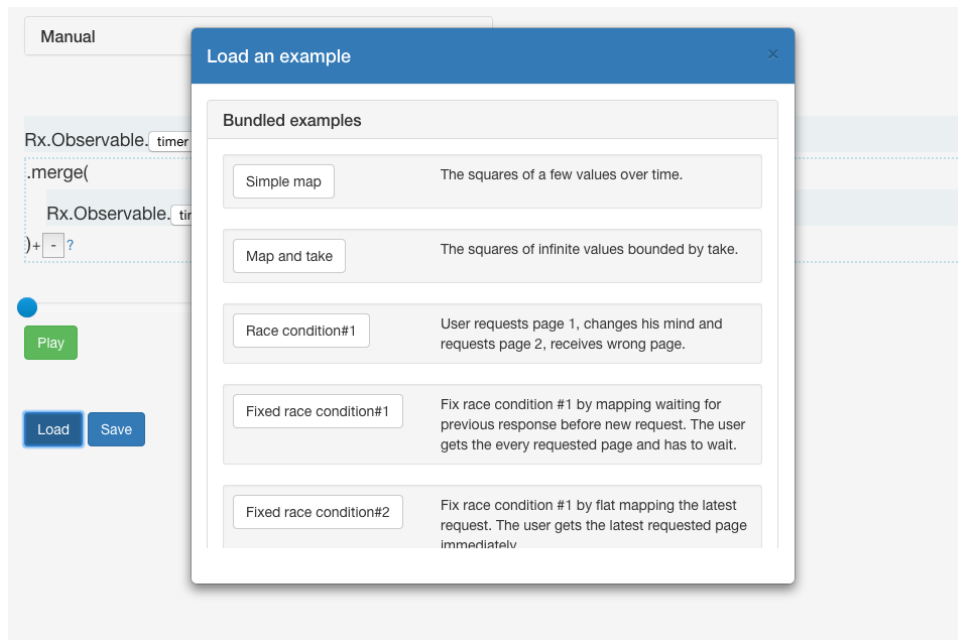 Manual
Load an example
×
Bundled examples
Rx.Observable. timer
.merge(
Rx.Observable.
)+ - ?
Play
Load Save
Simple map
The squares of a few values over time.
Map and take
The squares of infinite values bounded by take.
Race condition#1
User requests page 1, changes his mind and
requests page 2, receives wrong page.
Fixed race condition#1
Fix race condition #1 by mapping waiting for
previous response before new request. The user
gets the every requested page and has to wait.
Fixed race condition#2
Fix race condition #1 by flat mapping the latest
request. The user gets the latest requested page
immediately